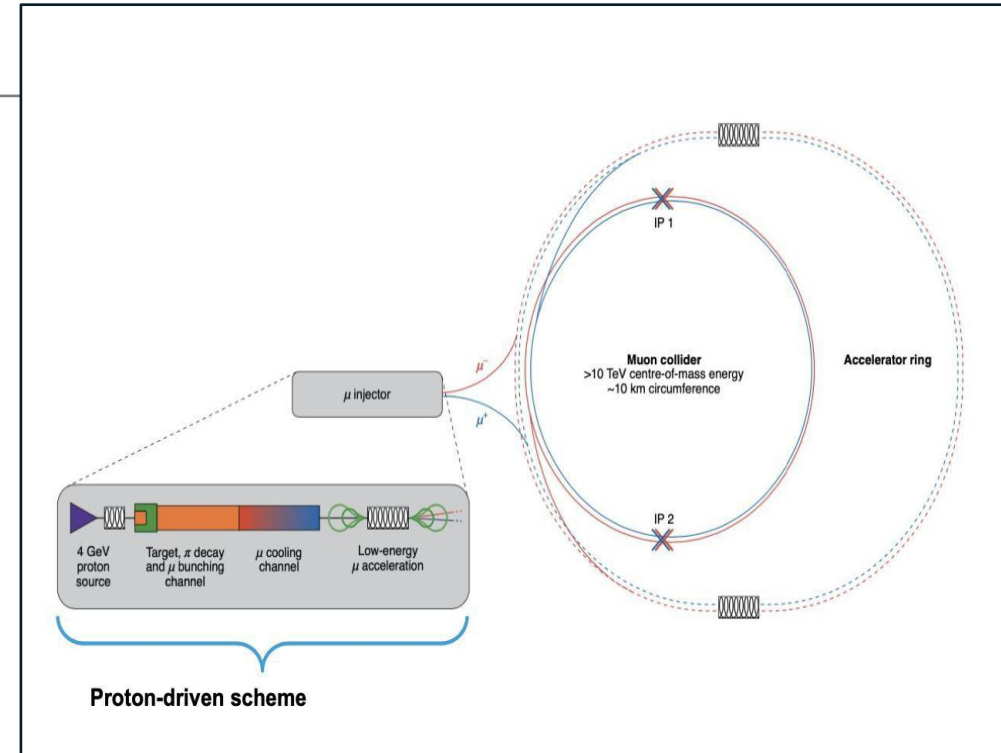 IP 1
Muon collider
>10 TeV centre-of-mass energy
~10 km circumference
Accelerator ring
μ⁻
μ injector
μ⁺
IP 2
4 GeV
proton
source
Target, π decay
and μ bunching
channel
μ cooling
channel
Low-energy
μ acceleration
Proton-driven scheme